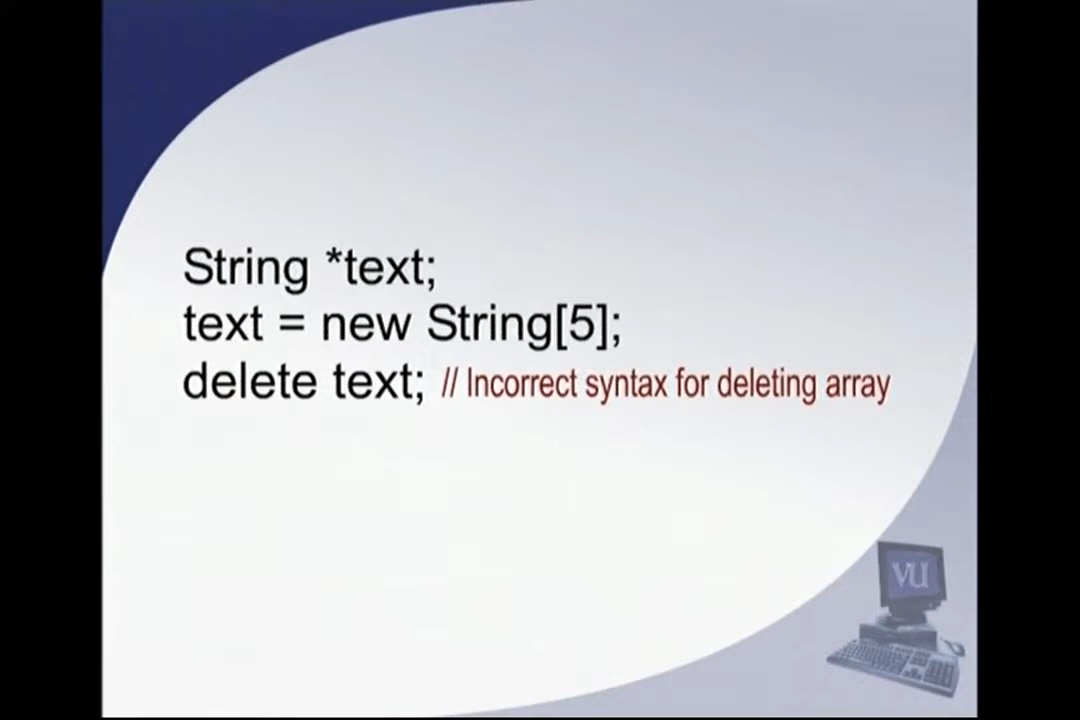 String *text;
text = new String[5];
delete text; // Incorrect syntax for deleting array
VU